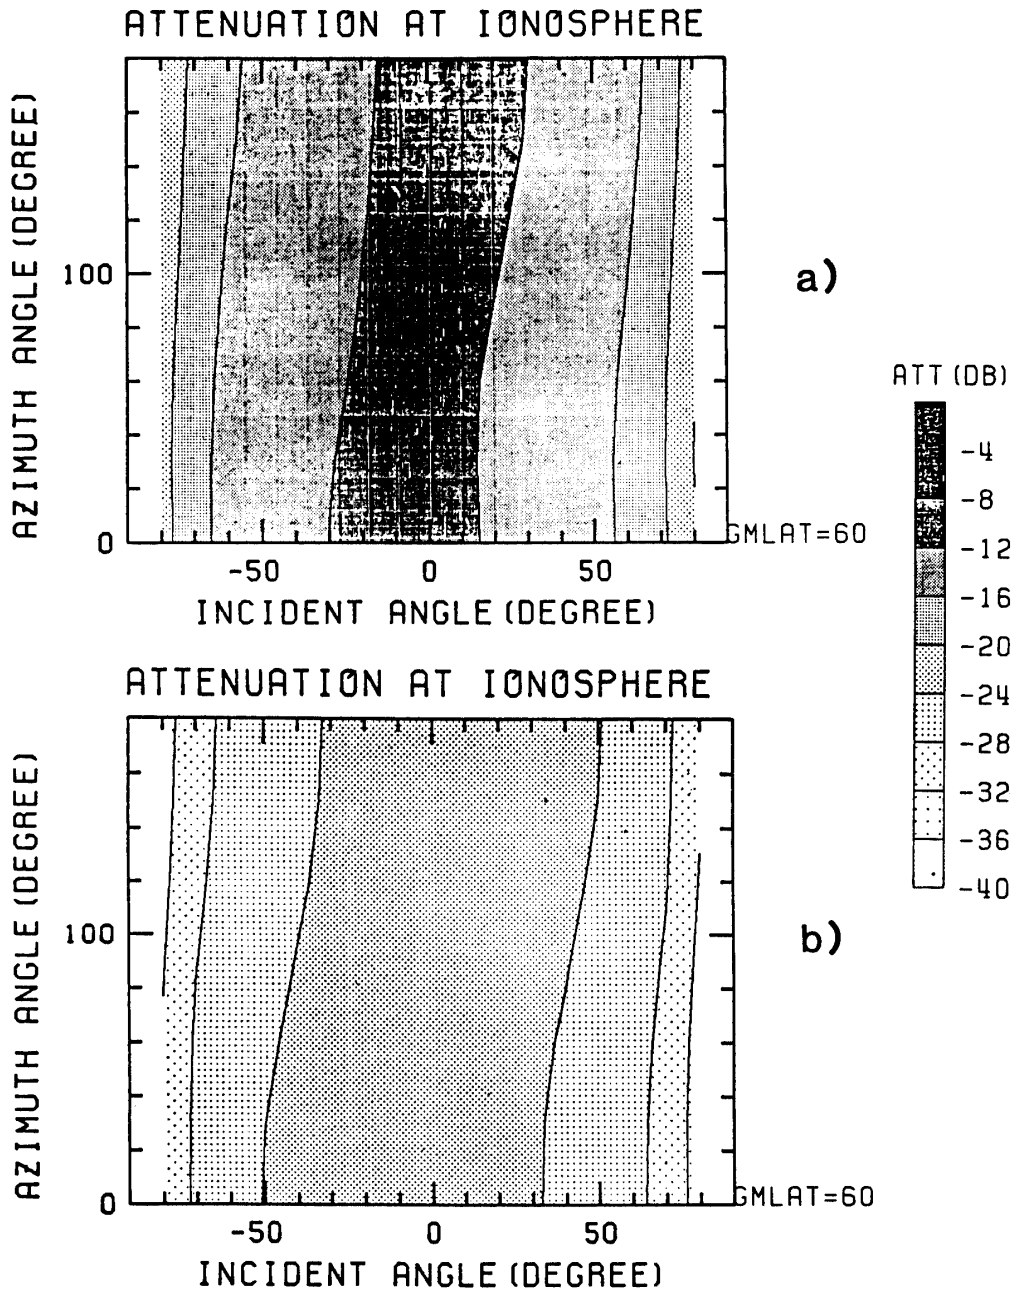 ATTENUATION AT IONOSPHERE
AZIMUTH ANGLE (DEGREE)
100
0
-50 0 50
GMLAT=60
INCIDENT ANGLE (DEGREE)
a)
ATT (DB)
-4
-8
-12
-16
-20
-24
-28
-32
-36
-40
ATTENUATION AT IONOSPHERE
AZIMUTH ANGLE (DEGREE)
100
0
-50 0 50
GMLAT=60
INCIDENT ANGLE (DEGREE)
b)